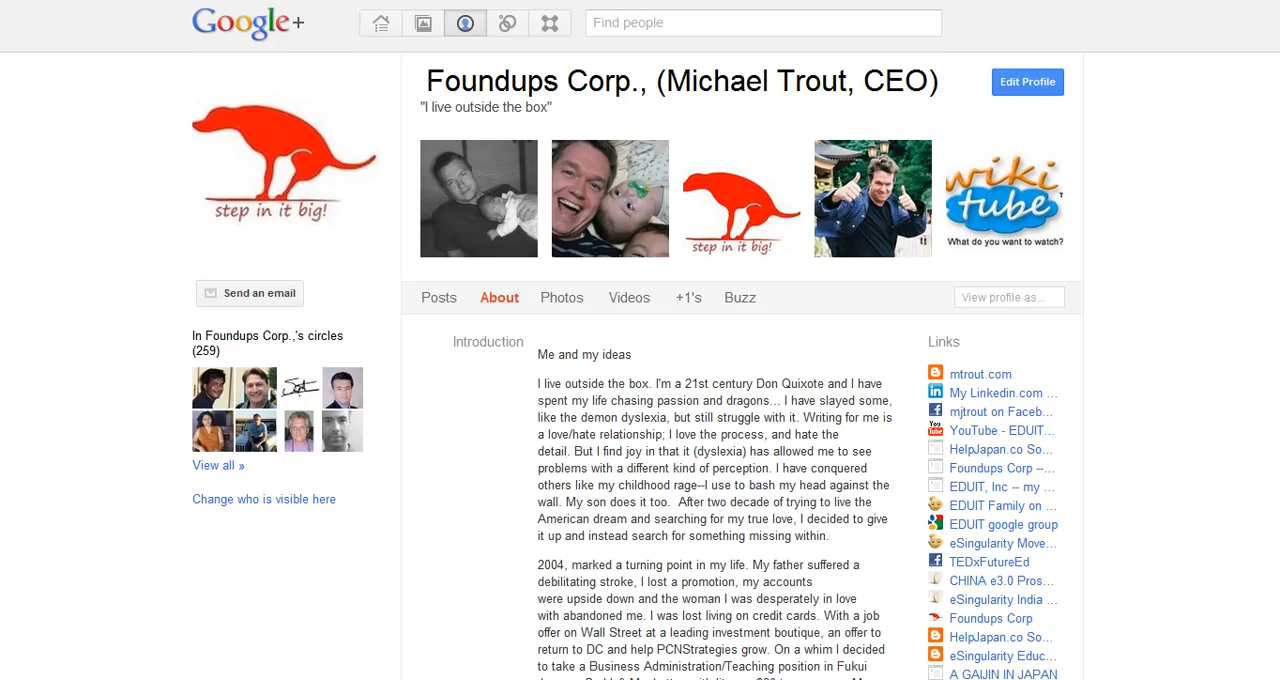 Google+
Find people
Foundups Corp., (Michael Trout, CEO)
Edit Profile
"I live outside the box"
step in it big!
step in it big!
wiki
tube
What do you want to watch?
Send an email
Posts About Photos Videos +1's Buzz
View profile as...
In Foundups Corp.,'s circles
(259)
View all »
Change who is visible here
Introduction
Me and my ideas
I live outside the box. I'm a 21st century Don Quixote and I have
spent my life chasing passion and dragons... I have slayed some,
like the demon dyslexia, but still struggle with it. Writing for me is
a love/hate relationship; I love the process, and hate the
detail. But I find joy in that it (dyslexia) has allowed me to see
problems with a different kind of perception. I have conquered
others like my childhood rage--I use to bash my head against the
wall. My son does it too.  After two decade of trying to live the
American dream and searching for my true love, I decided to give
it up and instead search for something missing within.
2004, marked a turning point in my life. My father suffered a
debilitating stroke, I lost a promotion, my accounts
were upside down and the woman I was desperately in love
with abandoned me. I was lost living on credit cards. With a job
offer on Wall Street at a leading investment boutique, an offer to
return to DC and help PCNStrategies grow. On a whim I decided
to take a Business Administration/Teaching position in Fukui
Links
mtrout.com
My Linkedin.com ...
mjtrout on Faceb...
YouTube - EDUIT...
HelpJapan.co So...
Foundups Corp --...
EDUIT, Inc -- my ...
EDUIT Family on ...
EDUIT google group
eSingularity Move...
TEDxFutureEd
CHINA e3.0 Pros...
eSingularity India ...
Foundups Corp
HelpJapan.co So...
eSingularity Educ...
A GAIJIN IN JAPAN